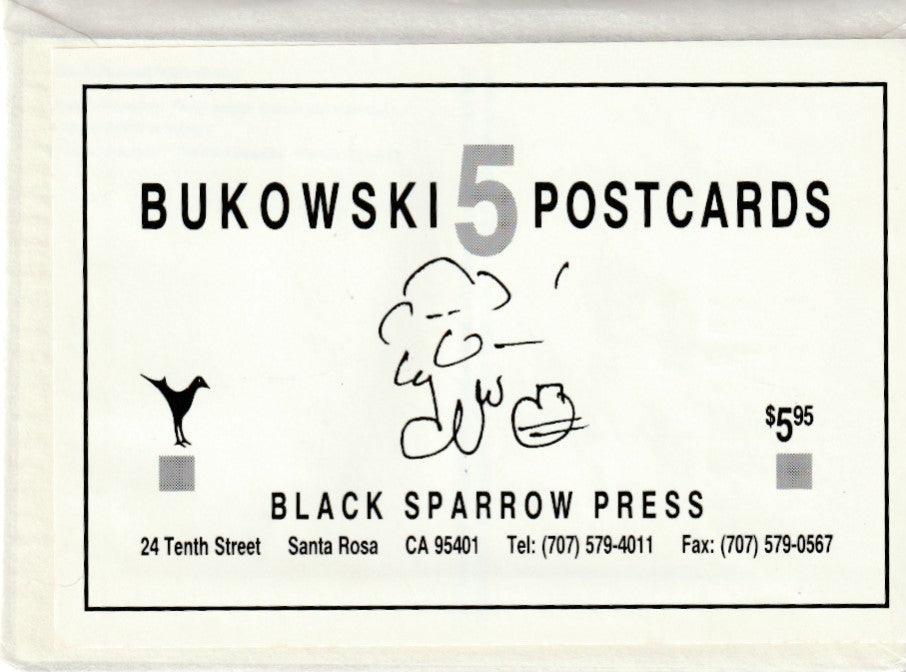 BUKOWSKI 5 POSTCARDS
$5.95
BLACK SPARROW PRESS
24 Tenth Street Santa Rosa CA 95401 Tel: (707) 579-4011 Fax: (707) 579-0567